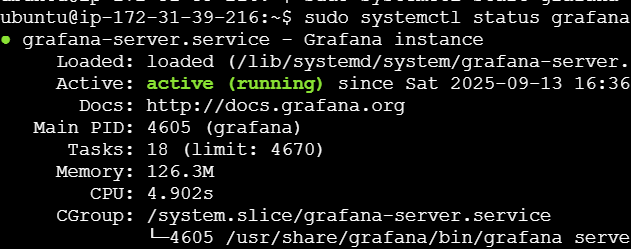 ubuntu@ip-172-31-39-216:~$ sudo systemctl status grafana
● grafana-server.service - Grafana instance
Loaded: loaded (/lib/systemd/system/grafana-server.
Active: active (running) since Sat 2025-09-13 16:36
Docs: http://docs.grafana.org
Main PID: 4605 (grafana)
Tasks: 18 (limit: 4670)
Memory: 126.3M
CPU: 4.902s
CGroup: /system.slice/grafana-server.service
└─4605 /usr/share/grafana/bin/grafana serve